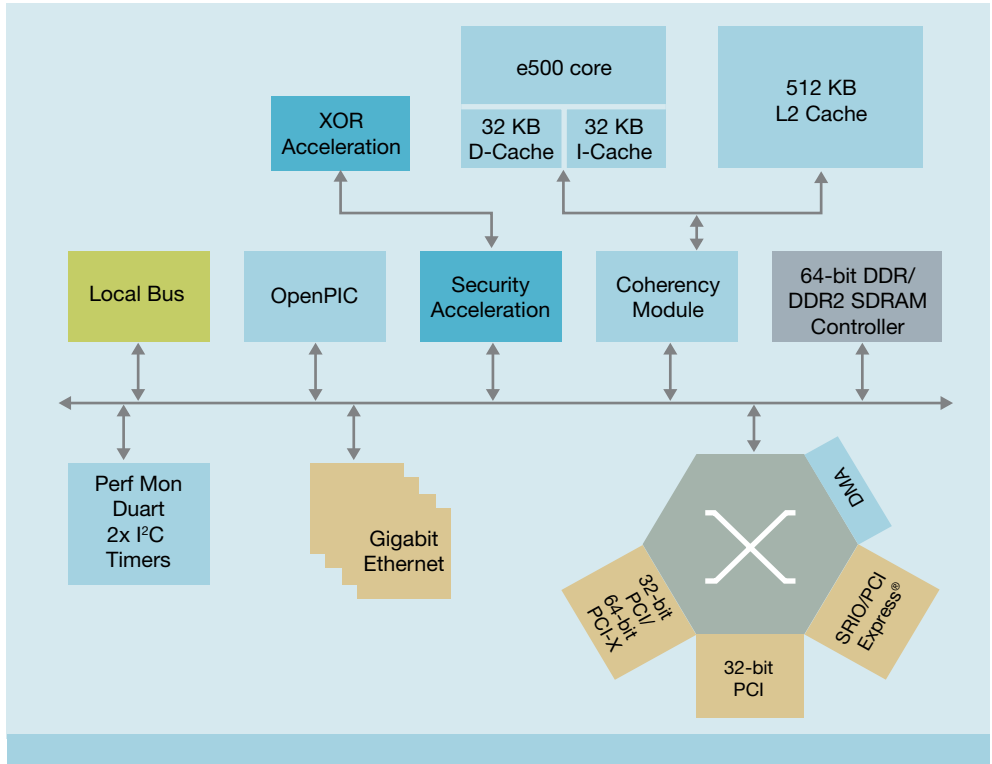 e500 core
32 KB
D-Cache
32 KB
I-Cache
512 KB
L2 Cache
XOR
Acceleration
Local Bus
OpenPIC
Security
Acceleration
Coherency
Module
64-bit DDR/
DDR2 SDRAM
Controller
Perf Mon
Duart
2x I²C
Timers
Gigabit
Ethernet
DMA
32-bit
PCI/
64-bit
PCI-X
32-bit
PCI
SRIO/PCI
Express®